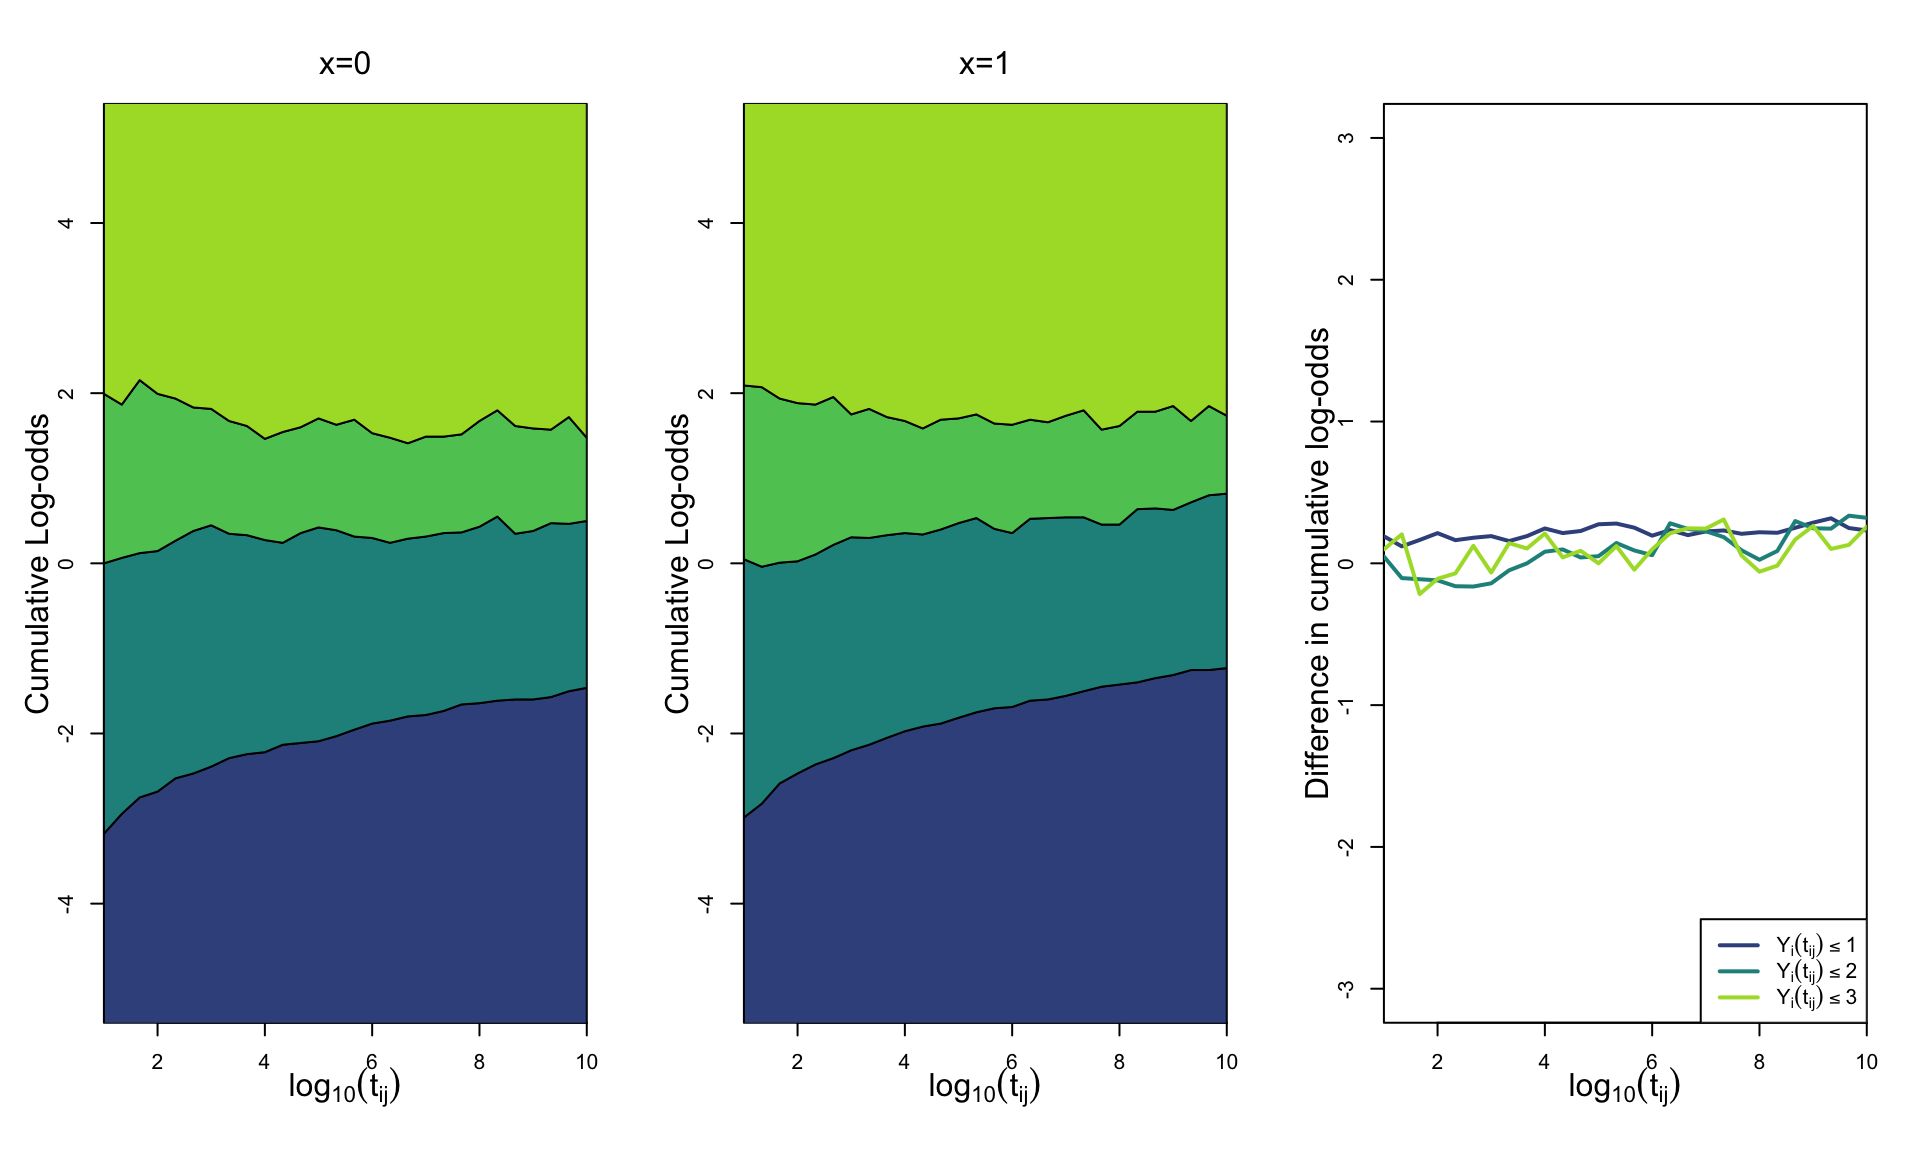 x=0
Cumulative Log-odds
4
2
0
-2
-4
2 4 6 8 10
log10(tij)
x=1
Cumulative Log-odds
4
2
0
-2
-4
2 4 6 8 10
log10(tij)
Difference in cumulative log-odds
3
2
1
0
-1
-2
-3
2 4 6 8 10
log10(tij)
Yi(tij) ≤ 1
Yi(tij) ≤ 2
Yi(tij) ≤ 3